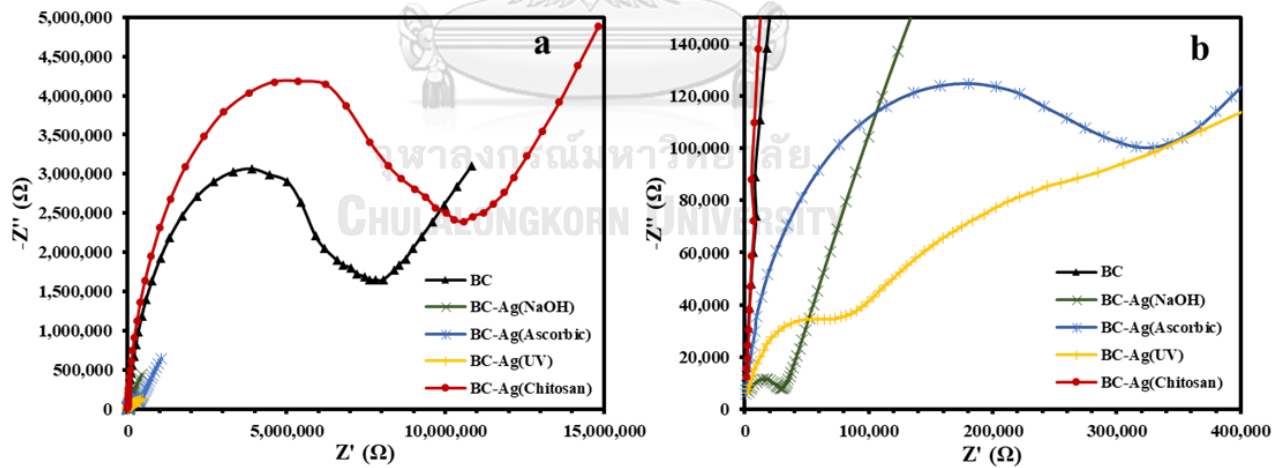 5,000,000
4,500,000
4,000,000
3,500,000
3,000,000
2,500,000
2,000,000
1,500,000
1,000,000
500,000
0
-Z'' (Ω)
a
BC
BC-Ag(NaOH)
BC-Ag(Ascorbic)
BC-Ag(UV)
BC-Ag(Chitosan)
0
5,000,000
10,000,000
15,000,000
Z' (Ω)
จุฬาลงกรณ์มหาวิทยาลัย
CHULALONGKORN UNIVERSITY
140,000
120,000
100,000
80,000
60,000
40,000
20,000
0
-Z'' (Ω)
b
BC
BC-Ag(NaOH)
BC-Ag(Ascorbic)
BC-Ag(UV)
BC-Ag(Chitosan)
0
100,000
200,000
300,000
400,000
Z' (Ω)